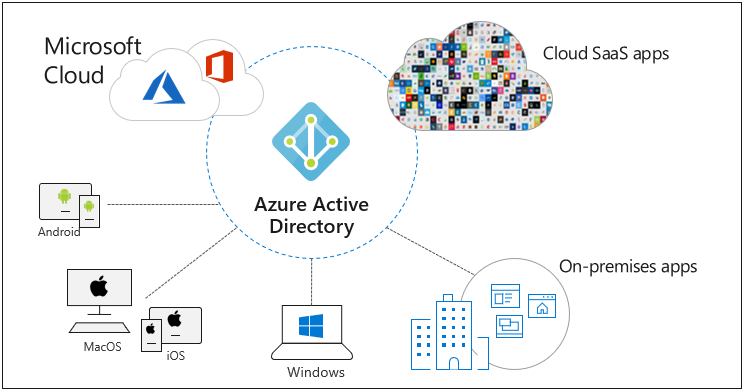 Microsoft
Cloud
Cloud SaaS apps
Azure Active
Directory
Android
On-premises apps
MacOS
iOS
Windows